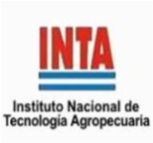 INTA
Instituto Nacional de
Tecnología Agropecuaria